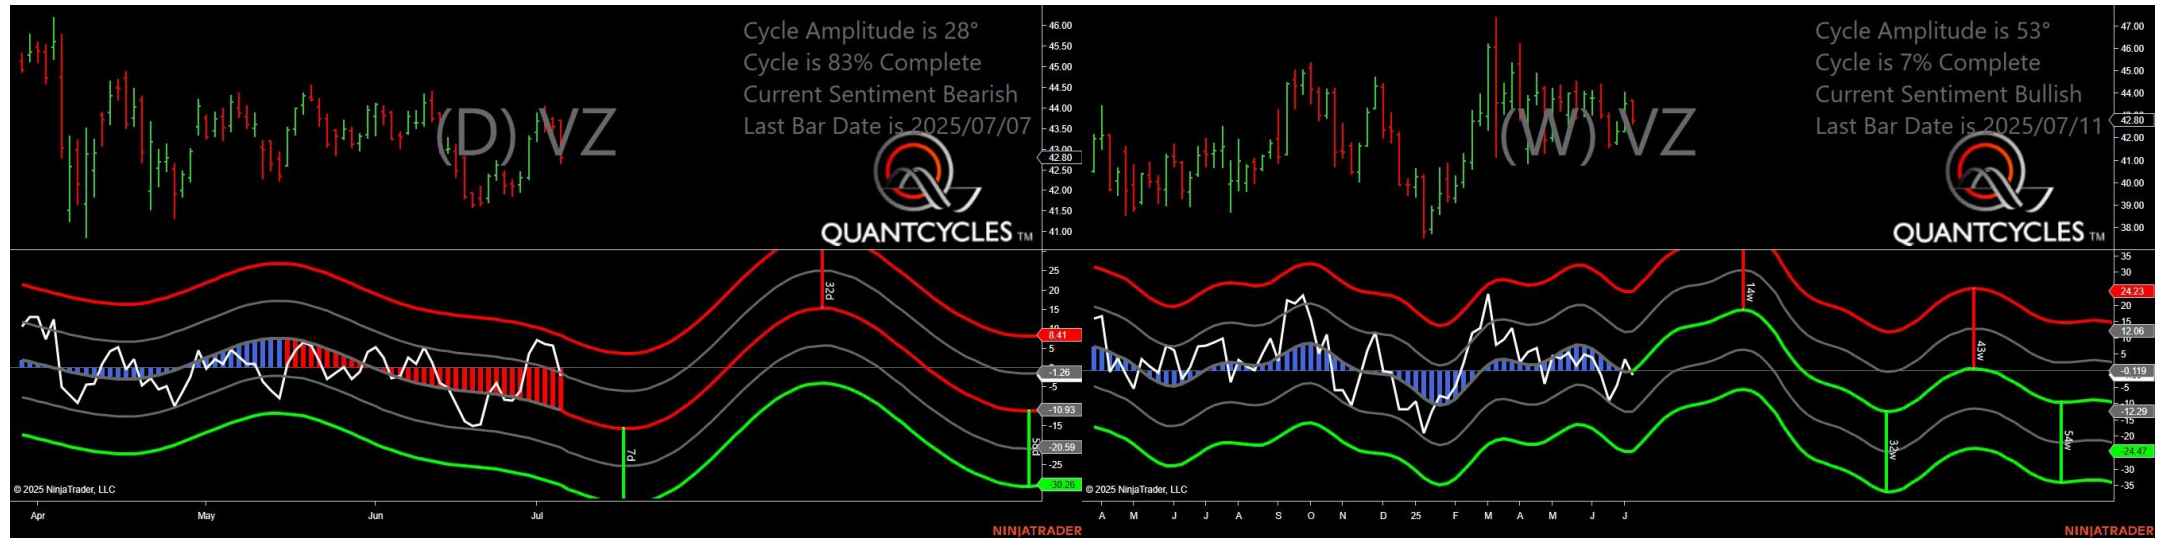 Cycle Amplitude is 28°
Cycle is 83% Complete
Current Sentiment Bearish
Last Bar Date is 2025/07/07
(D) VZ
QUANTCYCLES TM
46.00
45.50
45.00
44.50
44.00
43.50
43.00
42.80
42.50
42.00
41.50
41.00
32d
7d
25
20
15
8.41
5
-1.26
-5
-10.93
-15
-20.59
-25
-30.26
© 2025 NinjaTrader, LLC
Apr May Jun Jul
NINJATRADER
Cycle Amplitude is 53°
Cycle is 7% Complete
Current Sentiment Bullish
Last Bar Date is 2025/07/11
(W) VZ
QUANTCYCLES TM
47.00
46.00
45.00
44.00
42.80
42.00
41.00
40.00
39.00
38.00
14w
32w
43w
54w
35
30
24.23
20
15
12.06
10
5
-0.119
-5
-10
-12.29
-15
-20
-24.47
-30
-35
© 2025 NinjaTrader, LLC
A M J J A S O N D 25 F M A M J J
NINJATRADER